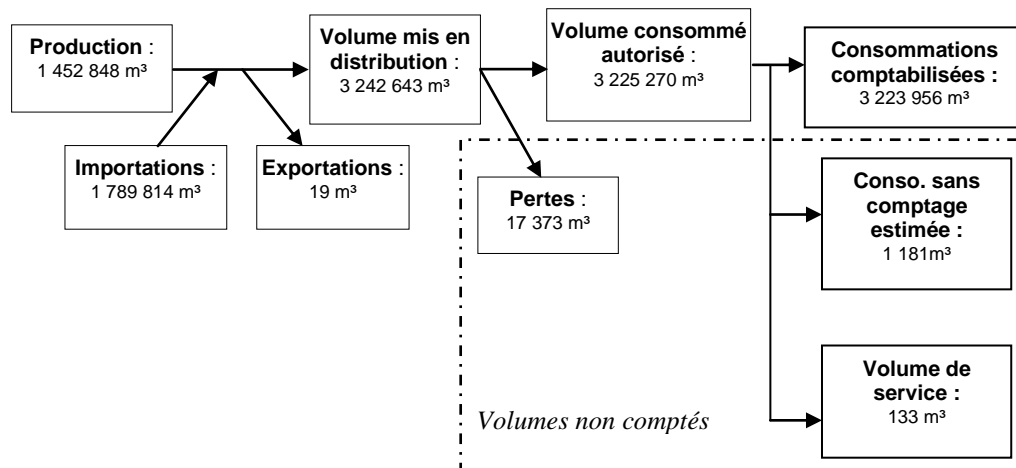 Production :
1 452 848 m³
Volume mis en
distribution :
3 242 643 m³
Volume consommé
autorisé :
3 225 270 m³
Consommations
comptabilisées :
3 223 956 m³
Importations :
1 789 814 m³
Exportations :
19 m³
Pertes :
17 373 m³
Conso. sans
comptage
estimée :
1 181m³
Volume de
service :
133 m³
Volumes non comptés